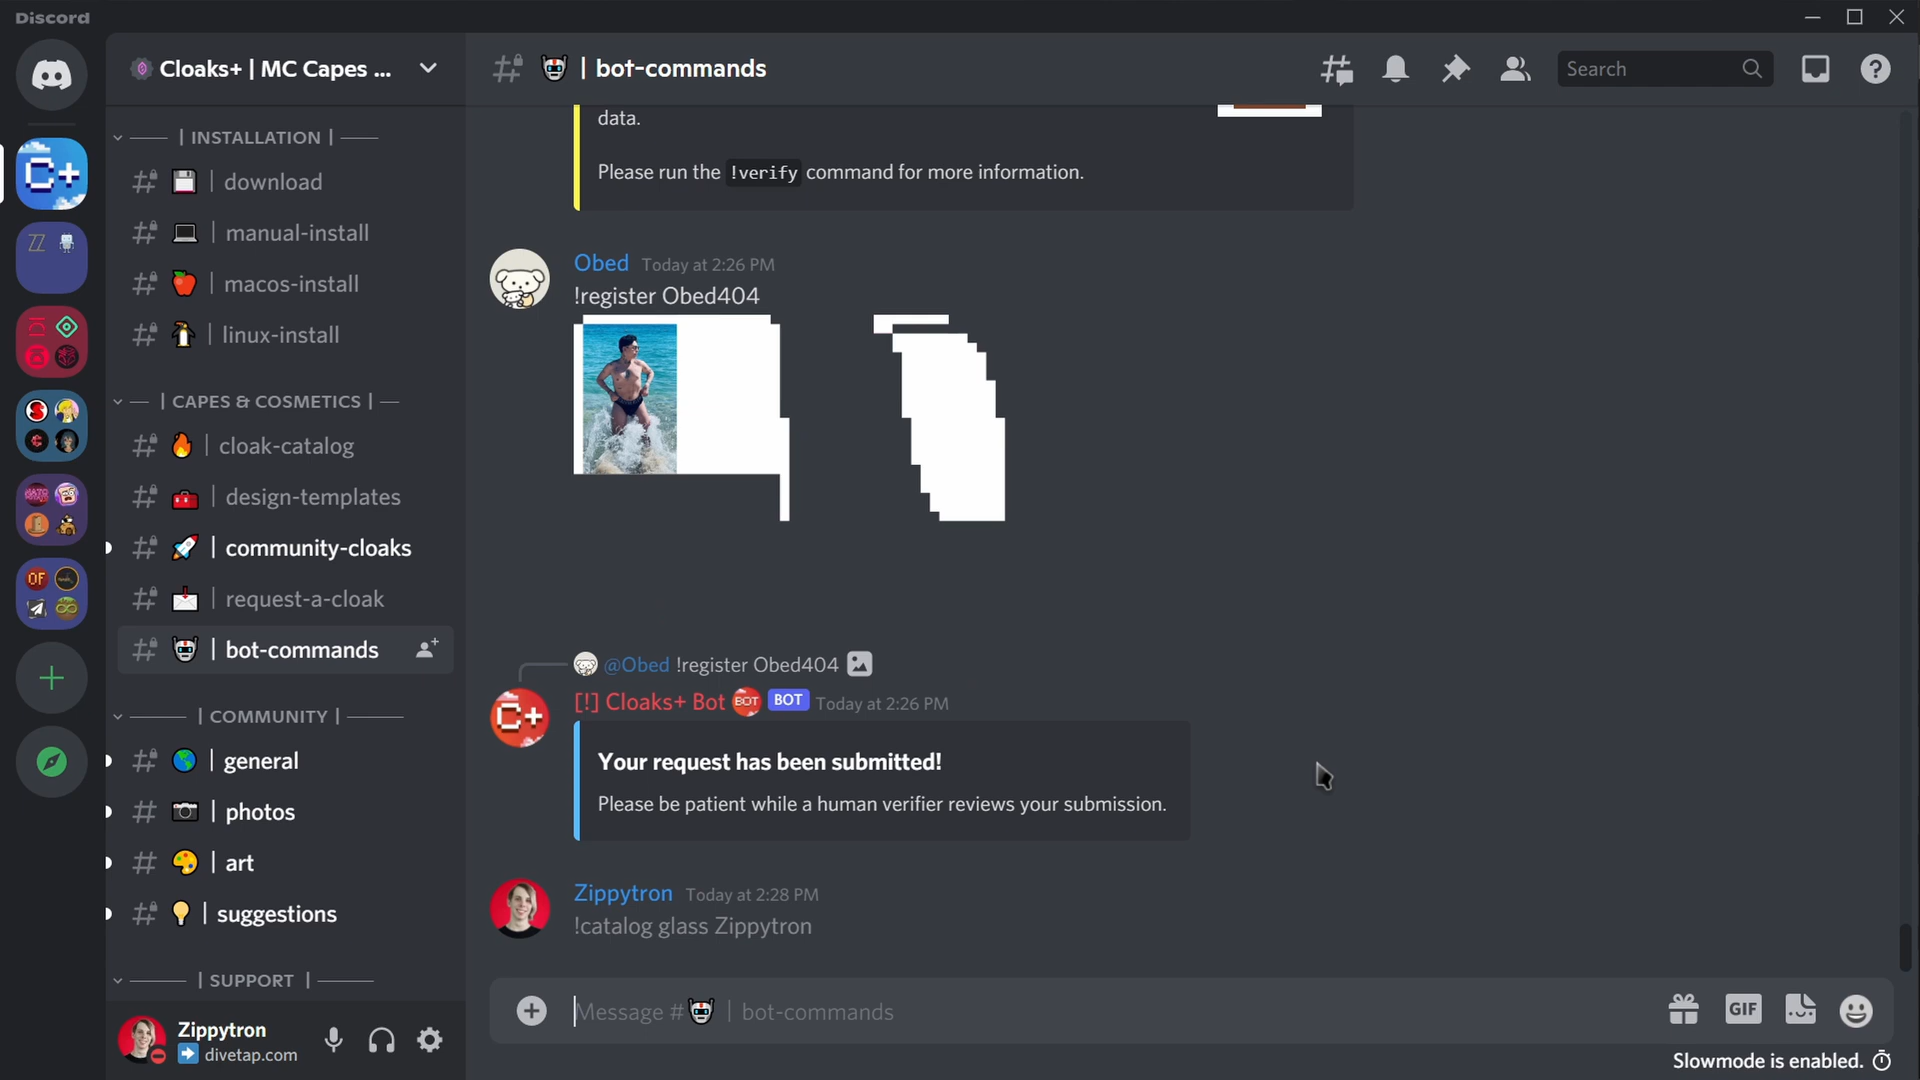 Discord
Cloaks+ | MC Capes ...
| INSTALLATION |
| download
| manual-install
| macos-install
| linux-install
| CAPES & COSMETICS |
| cloak-catalog
| design-templates
| community-cloaks
| request-a-cloak
| bot-commands
| COMMUNITY |
| general
| photos
| art
| suggestions
| SUPPORT |
Zippytron
divetap.com
C+
ZZ
OF
| bot-commands
Search
data.
Please run the !verify command for more information.
Obed Today at 2:26 PM
!register Obed404
@Obed !register Obed404
C+
[!] Cloaks+ Bot BOT BOT Today at 2:26 PM
Your request has been submitted!
Please be patient while a human verifier reviews your submission.
Zippytron Today at 2:28 PM
!catalog glass Zippytron
Message # | bot-commands
GIF
Slowmode is enabled.